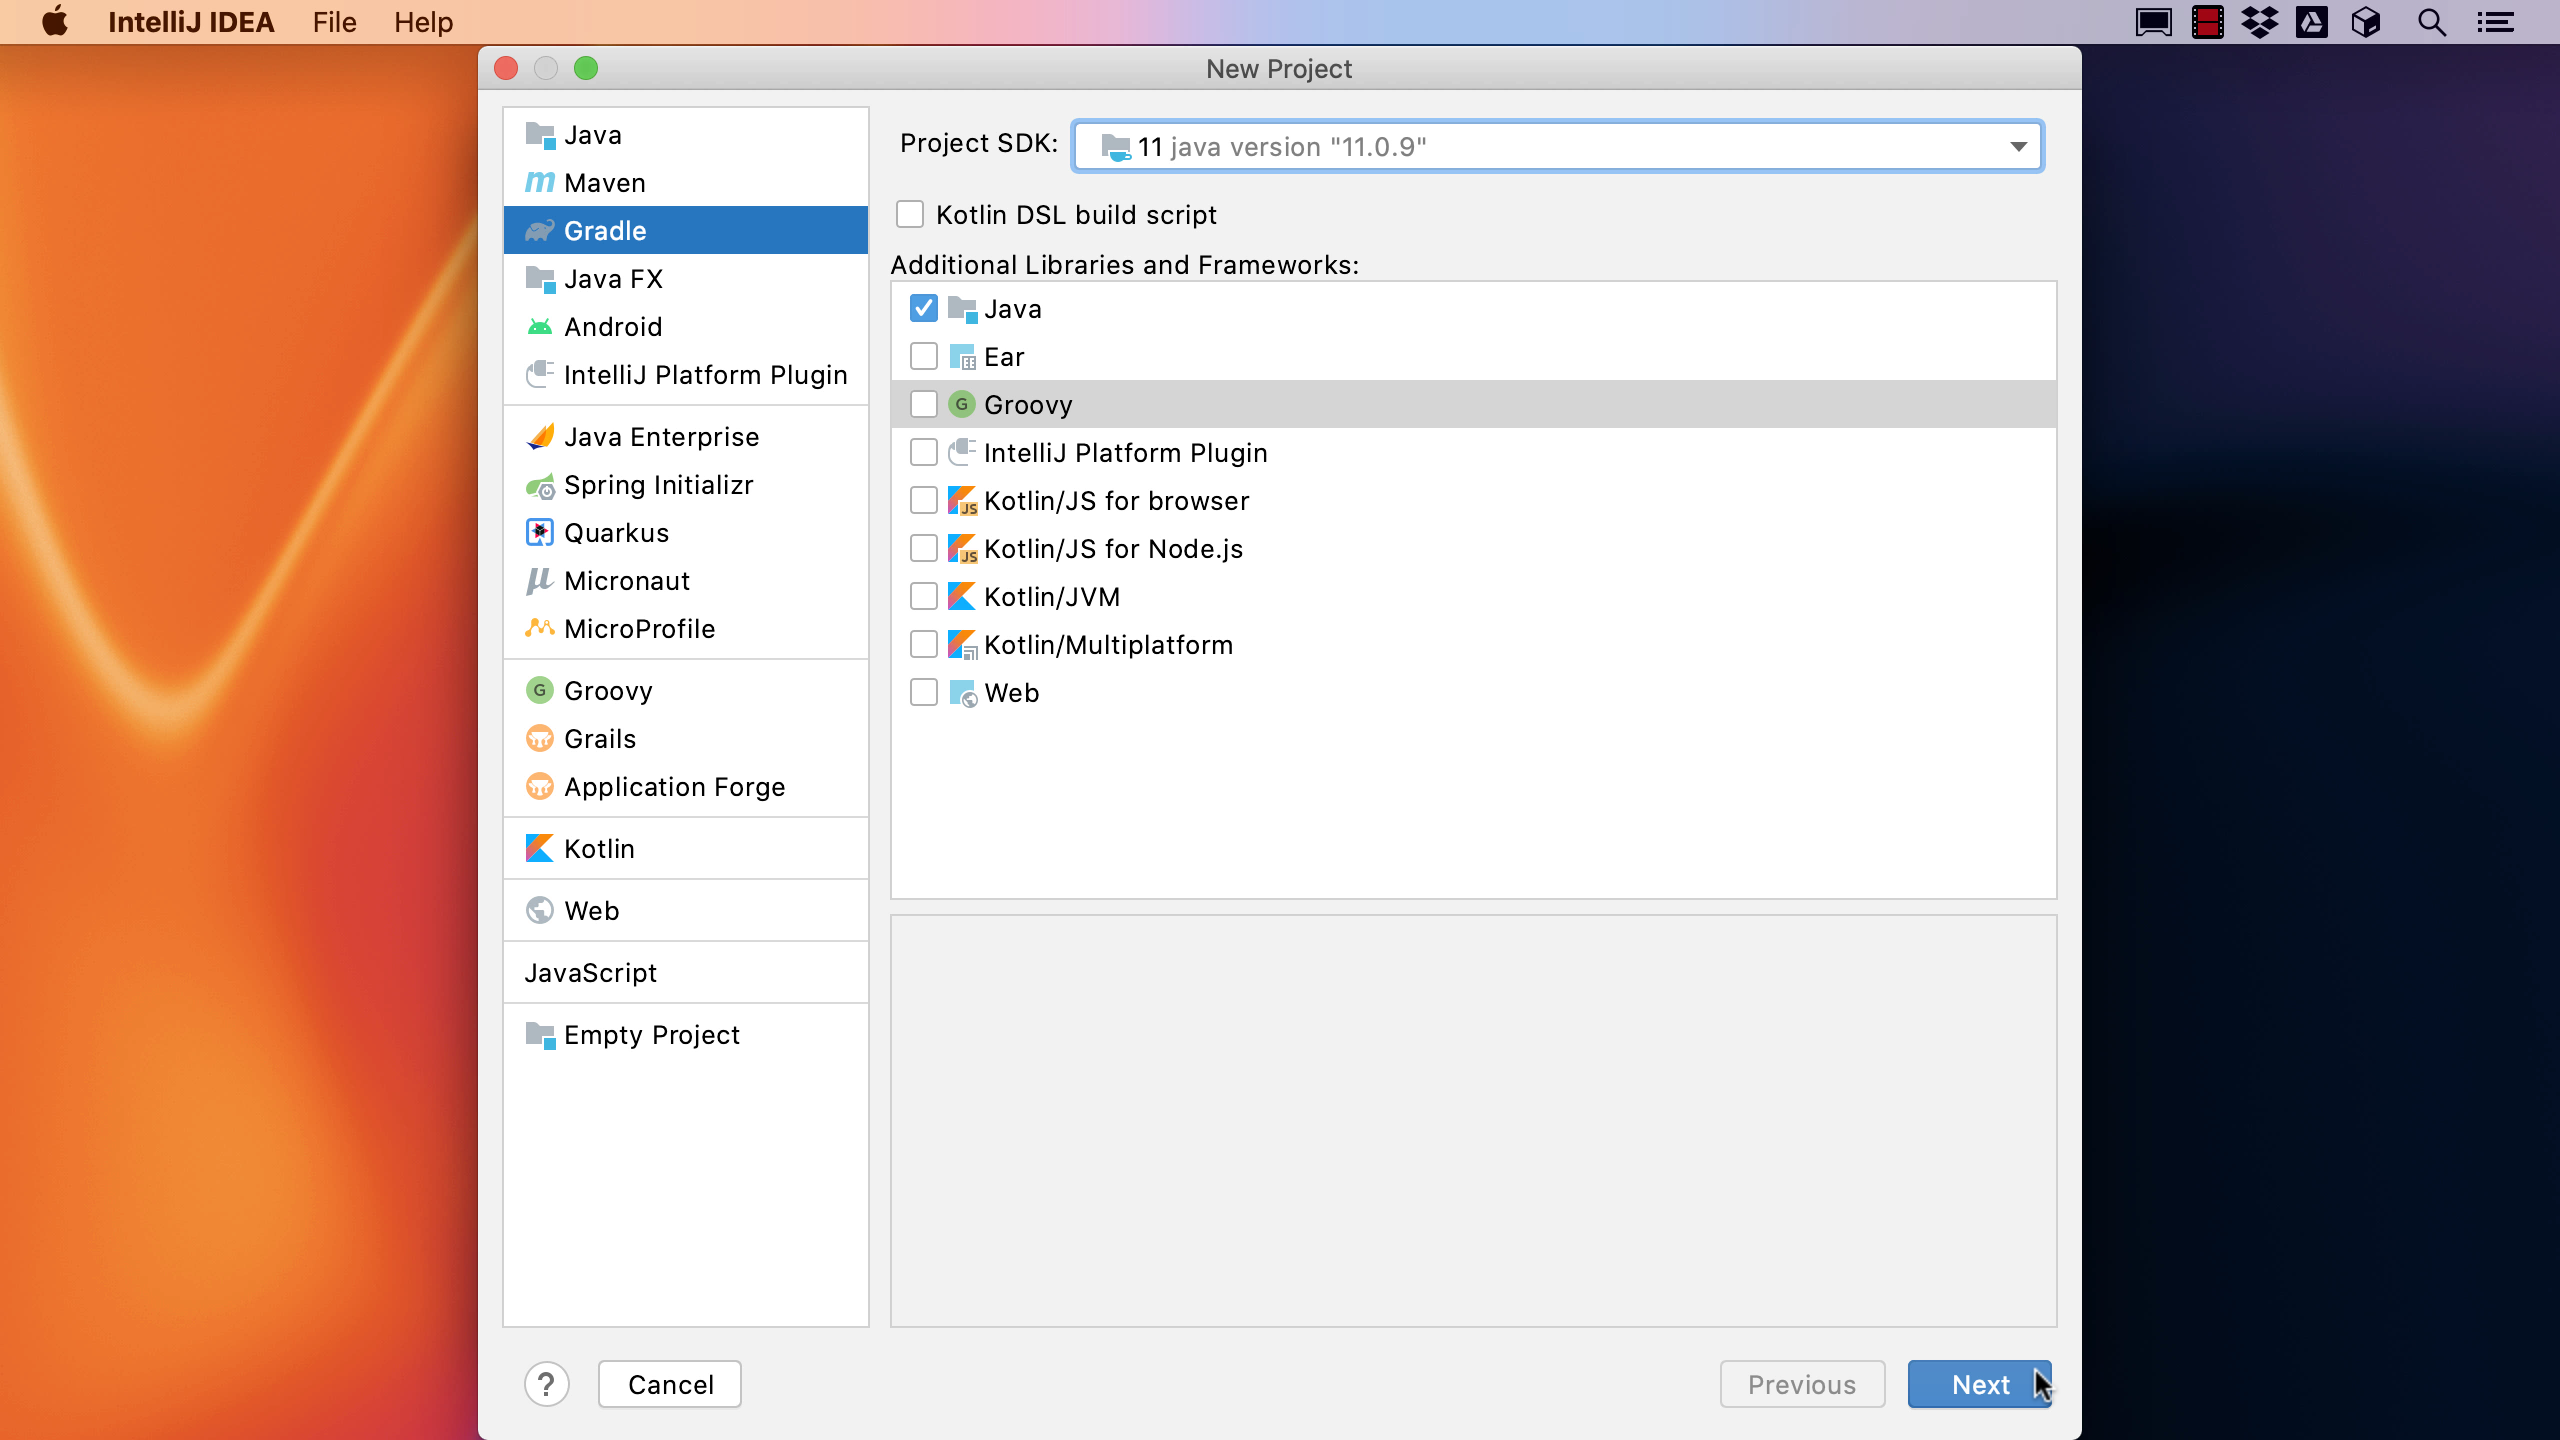 IntelliJ IDEA File Help
New Project
Java
Maven
Gradle
Java FX
Android
IntelliJ Platform Plugin
Java Enterprise
Spring Initializr
Quarkus
Micronaut
MicroProfile
Groovy
Grails
Application Forge
Kotlin
Web
JavaScript
Empty Project
Project SDK: 11 java version "11.0.9"
Kotlin DSL build script
Additional Libraries and Frameworks:
Java
Ear
Groovy
IntelliJ Platform Plugin
Kotlin/JS for browser
Kotlin/JS for Node.js
Kotlin/JVM
Kotlin/Multiplatform
Web
? Cancel Previous Next